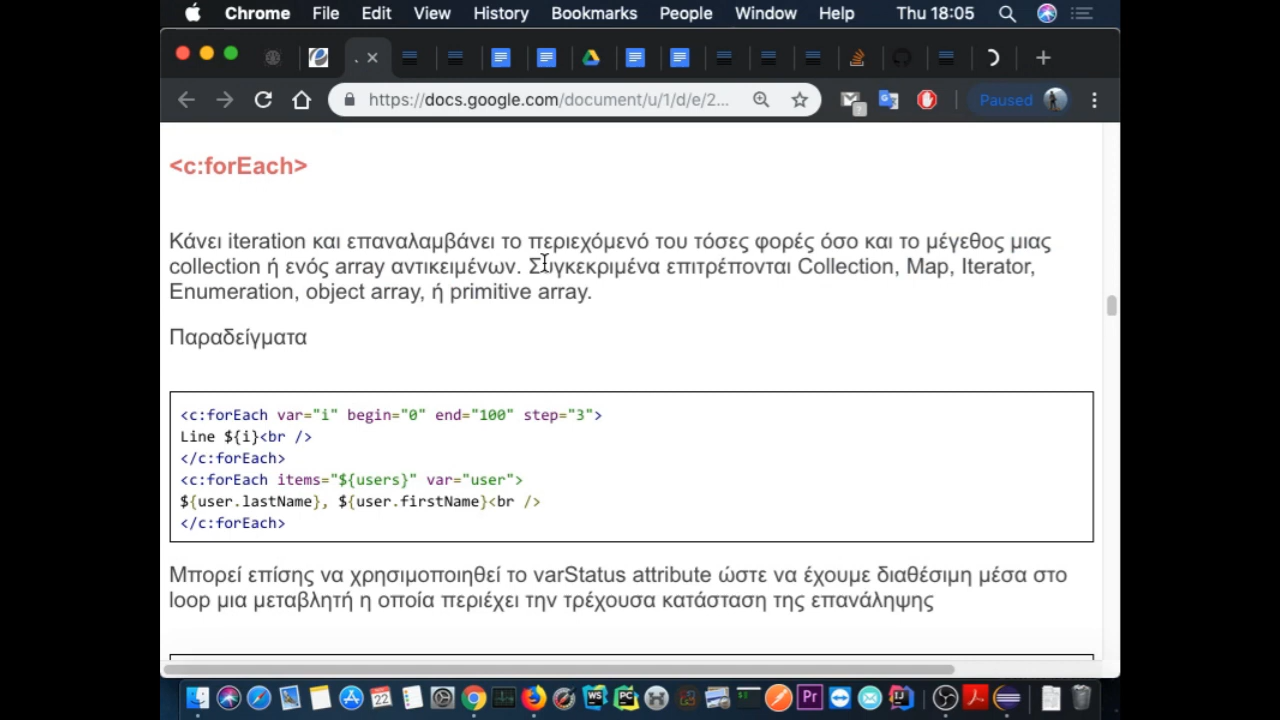 Chrome File Edit View History Bookmarks People Window Help Thu 18:05
https://docs.google.com/document/u/1/d/e/2... Paused
<c:forEach>
Κάνει iteration και επαναλαμβάνει το περιεχόμενό του τόσες φορές όσο και το μέγεθος μιας
collection ή ενός array αντικειμένων. Συγκεκριμένα επιτρέπονται Collection, Map, Iterator,
Enumeration, object array, ή primitive array.
Παραδείγματα
<c:forEach var="i" begin="0" end="100" step="3">
Line ${i}<br />
</c:forEach>
<c:forEach items="${users}" var="user">
${user.lastName}, ${user.firstName}<br />
</c:forEach>
Μπορεί επίσης να χρησιμοποιηθεί το varStatus attribute ώστε να έχουμε διαθέσιμη μέσα στο
loop μια μεταβλητή η οποία περιέχει την τρέχουσα κατάσταση της επανάληψης
22 WS PC Pr